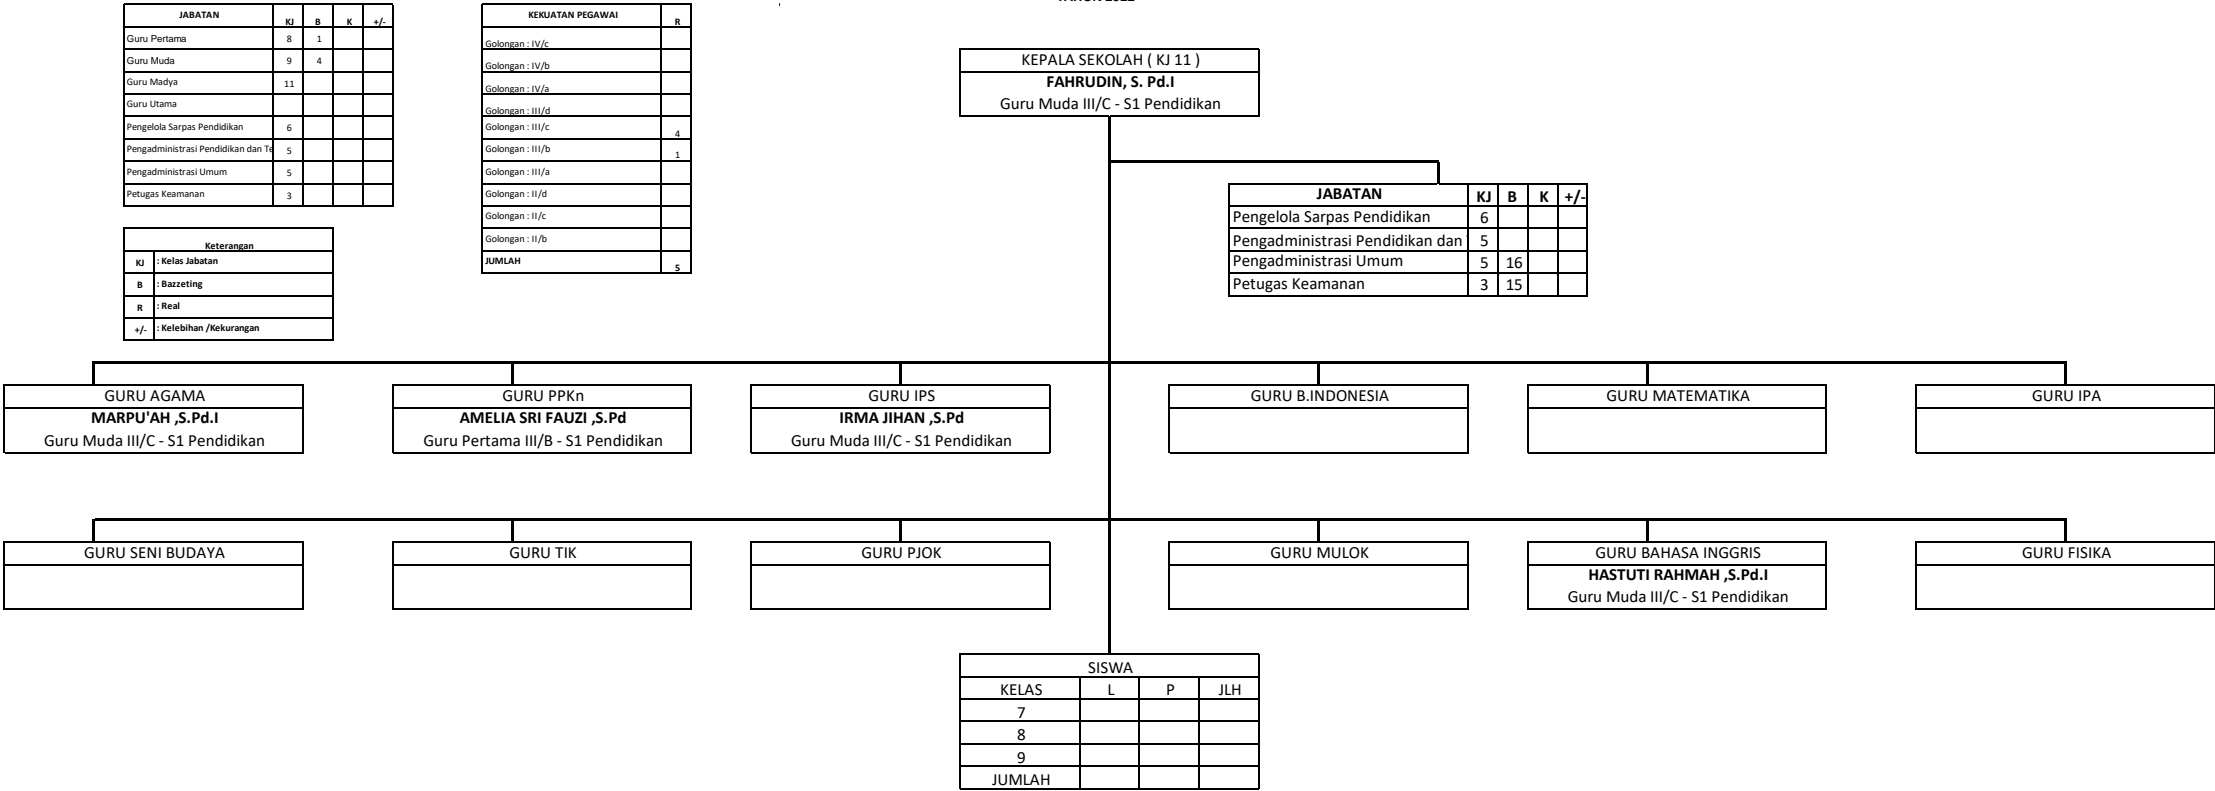 TAHUN 2022
JABATAN KJ B K +/-
Guru Pertama 8 1
Guru Muda 9 4
Guru Madya 11
Guru Utama
Pengelola Sarpas Pendidikan 6
Pengadministrasi Pendidikan dan Te 5
Pengadministrasi Umum 5
Petugas Keamanan 3
Keterangan
KJ : Kelas Jabatan
B : Bazzeting
R : Real
+/- : Kelebihan /Kekurangan
KEKUATAN PEGAWAI R
Golongan : IV/c
Golongan : IV/b
Golongan : IV/a
Golongan : III/d
Golongan : III/c 4
Golongan : III/b 1
Golongan : III/a
Golongan : II/d
Golongan : II/c
Golongan : II/b
JUMLAH 5
KEPALA SEKOLAH ( KJ 11 )
FAHRUDIN, S. Pd.I
Guru Muda III/C - S1 Pendidikan
JABATAN KJ B K +/-
Pengelola Sarpas Pendidikan 6
Pengadministrasi Pendidikan dan 5
Pengadministrasi Umum 5 16
Petugas Keamanan 3 15
GURU AGAMA
MARPU'AH ,S.Pd.I
Guru Muda III/C - S1 Pendidikan
GURU PPKn
AMELIA SRI FAUZI ,S.Pd
Guru Pertama III/B - S1 Pendidikan
GURU IPS
IRMA JIHAN ,S.Pd
Guru Muda III/C - S1 Pendidikan
GURU B.INDONESIA
GURU MATEMATIKA
GURU IPA
GURU SENI BUDAYA
GURU TIK
GURU PJOK
GURU MULOK
GURU BAHASA INGGRIS
HASTUTI RAHMAH ,S.Pd.I
Guru Muda III/C - S1 Pendidikan
GURU FISIKA
SISWA
KELAS L P JLH
7
8
9
JUMLAH